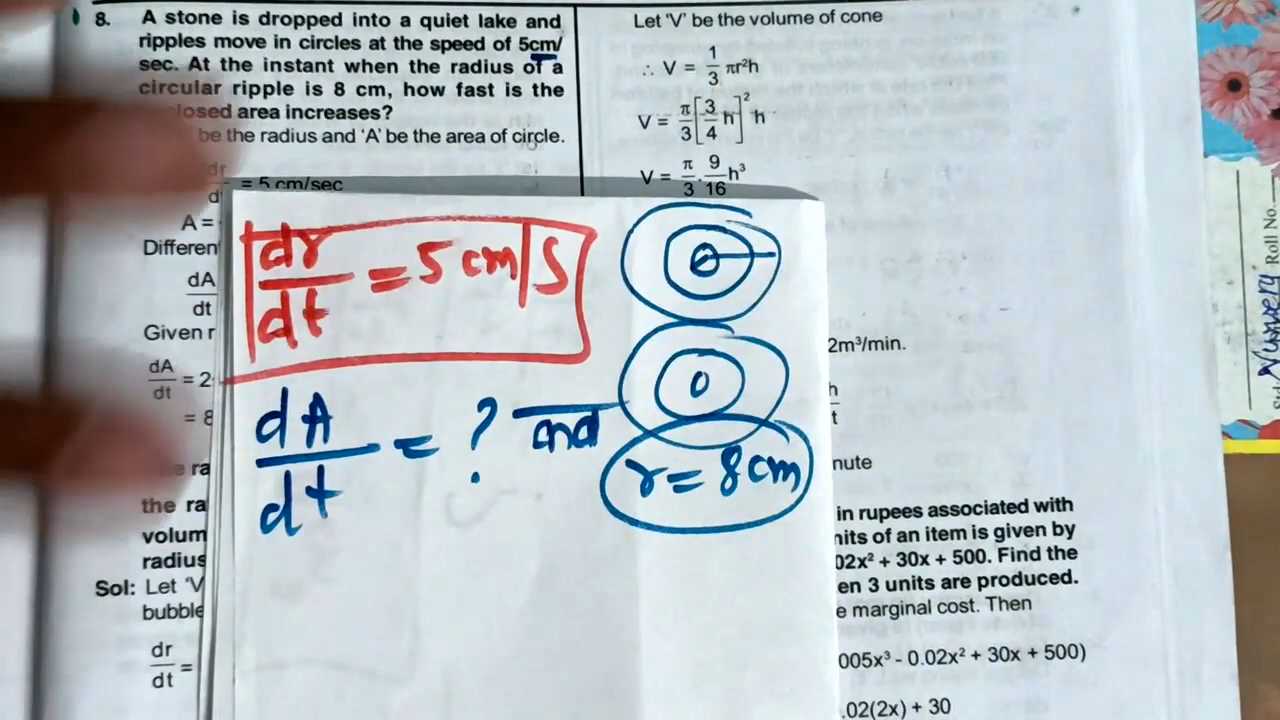 8. A stone is dropped into a quiet lake and
ripples move in circles at the speed of 5cm/
sec. At the instant when the radius of a
circular ripple is 8 cm, how fast is the
losed area increases?
be the radius and 'A' be the area of circle.
dr
d = 5 cm/sec
A =
Differen
dA
dt
Given r
dA/dt = 2
= 8
ra
the ra
volum
radius
Sol: Let 'V
bubble
dr/dt =
dr/dt = 5 cm/S
dA/dt = ? and
r = 8cm
Let 'V' be the volume of cone
∴ V = 1/3 πr²h
V = π/3 [3/4 h]² h
V = π/3 . 9/16 h³
2m³/min.
h
t
nute
in rupees associated with
nits of an item is given by
02x² + 30x + 500. Find the
en 3 units are produced.
e marginal cost. Then
005x³ - 0.02x² + 30x + 500)
.02(2x) + 30
Roll No.
Nursery